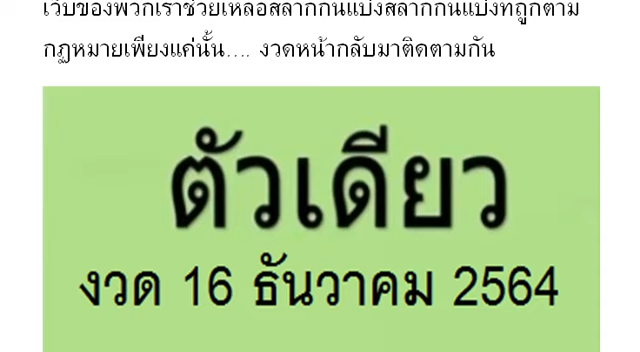 เว็บของพวกเราช่วยเหลือสลากกินแบ่งสลากกินแบ่งที่ถูกตาม
กฏหมายเพียงแค่นั้น…. งวดหน้ากลับมาติดตามกัน
ตัวเดียว
งวด 16 ธันวาคม 2564